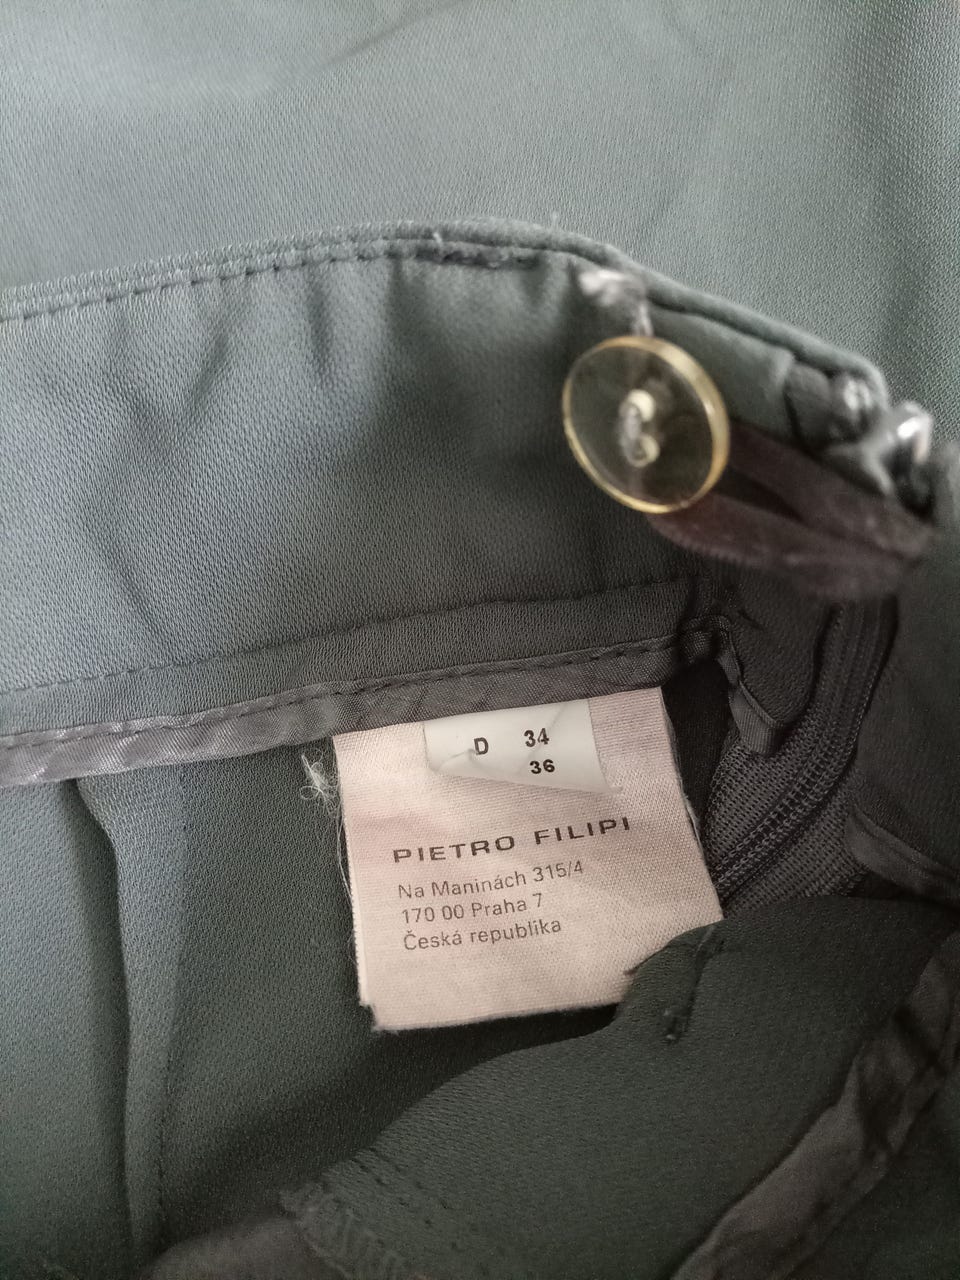 D 34
36
PIETRO FILIPI
Na Maninách 315/4
170 00 Praha 7
Česká republika